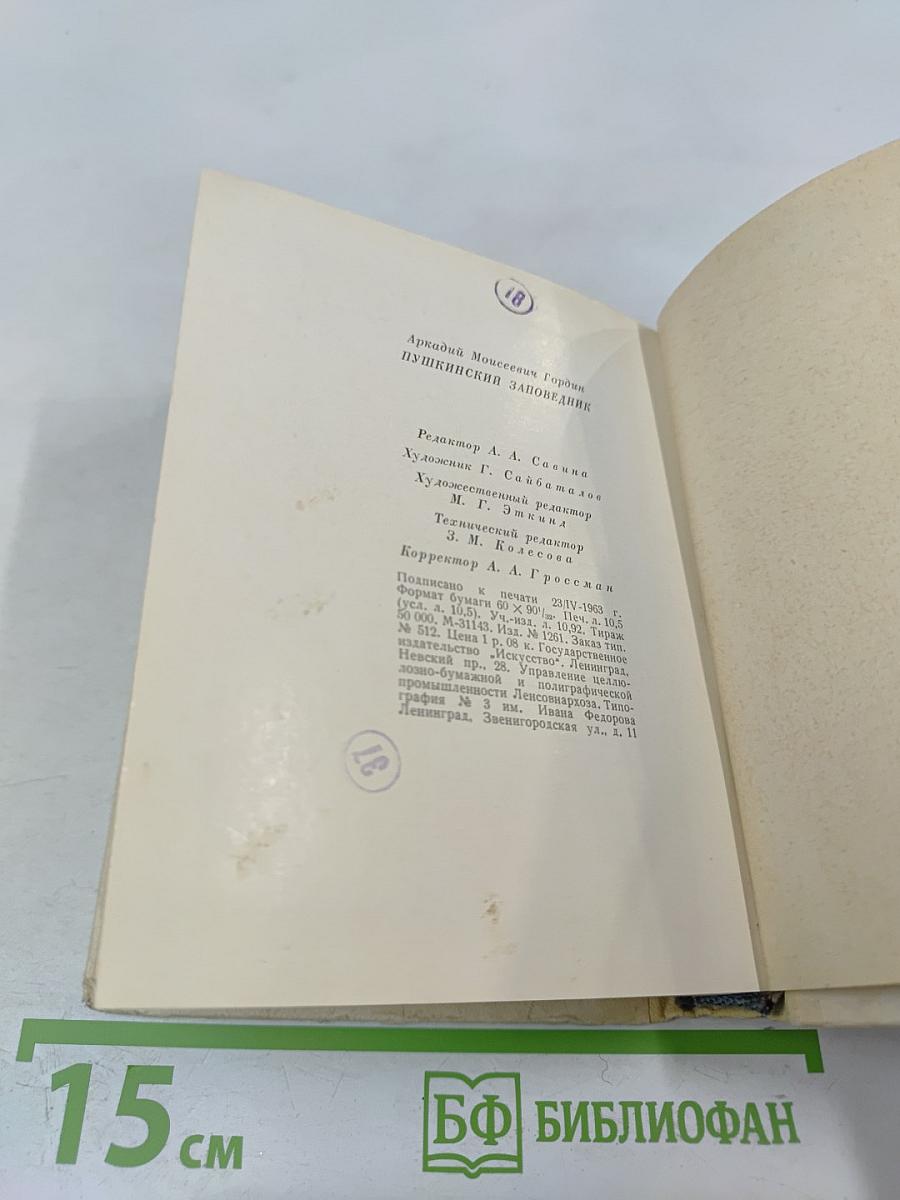 18
Аркадий Моисеевич Гордин
ПУШКИНСКИЙ ЗАПОВЕДНИК
Редактор А. А. Савина
Художник Г. Сайбаталов
Художественный редактор
М. Г. Эткинд
Технический редактор
З. М. Колесова
Корректор А. А. Гроссман
Подписано к печати 23/IV-1963 г.
Формат бумаги 60 × 90¹/₃₂. Печ. л. 10,5
(усл. л. 10,5). Уч.-изд. л. 10,92. Тираж
50 000. М-31143. Изд. № 1261. Заказ тип.
№ 512. Цена 1 р. 08 к. Государственное
издательство „Искусство“. Ленинград,
Невский пр., 28. Управление целлю-
лозно-бумажной и полиграфической
промышленности Ленсовнархоза. Типо-
графия № 3 им. Ивана Федорова
Ленинград, Звенигородская ул., д. 11
37
15 см
БФ БИБЛИОФАН